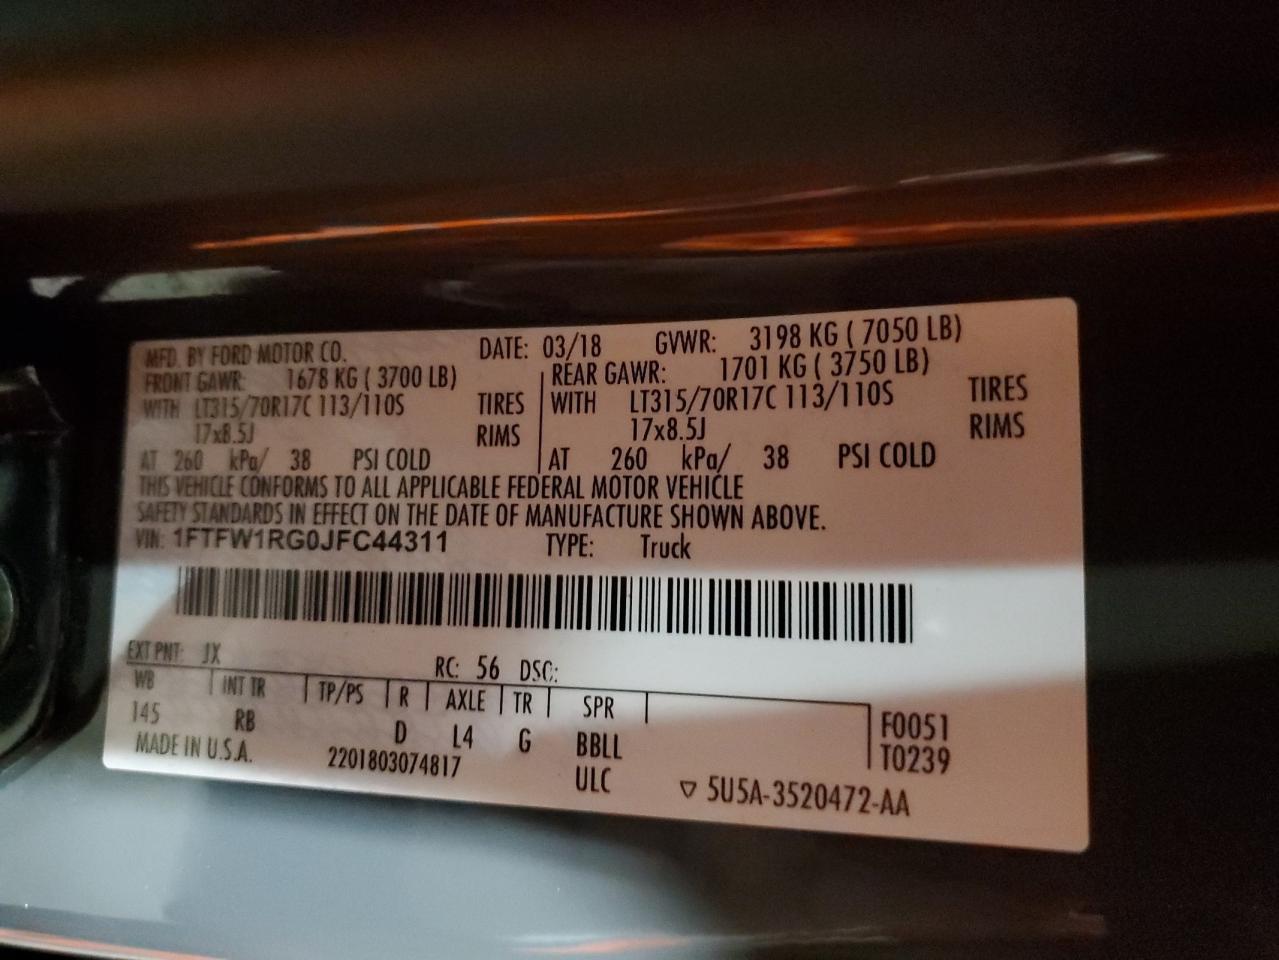 MFD. BY FORD MOTOR CO. DATE: 03/18 GVWR: 3198 KG ( 7050 LB)
FRONT GAWR: 1678 KG ( 3700 LB) REAR GAWR: 1701 KG ( 3750 LB)
WITH LT315/70R17C 113/110S TIRES WITH LT315/70R17C 113/110S TIRES
17x8.5J RIMS 17x8.5J RIMS
AT 260 kPa/ 38 PSI COLD AT 260 kPa/ 38 PSI COLD
THIS VEHICLE CONFORMS TO ALL APPLICABLE FEDERAL MOTOR VEHICLE
SAFETY STANDARDS IN EFFECT ON THE DATE OF MANUFACTURE SHOWN ABOVE.
VIN: 1FTFW1RG0JFC44311 TYPE: Truck
EXT PNT: JX RC: 56 DSO:
WB INT TR TP/PS R AXLE TR SPR
145 RB D L4 G BBLL F0051
MADE IN U.S.A. 2201803074817 ULC T0239
▽ 5U5A-3520472-AA